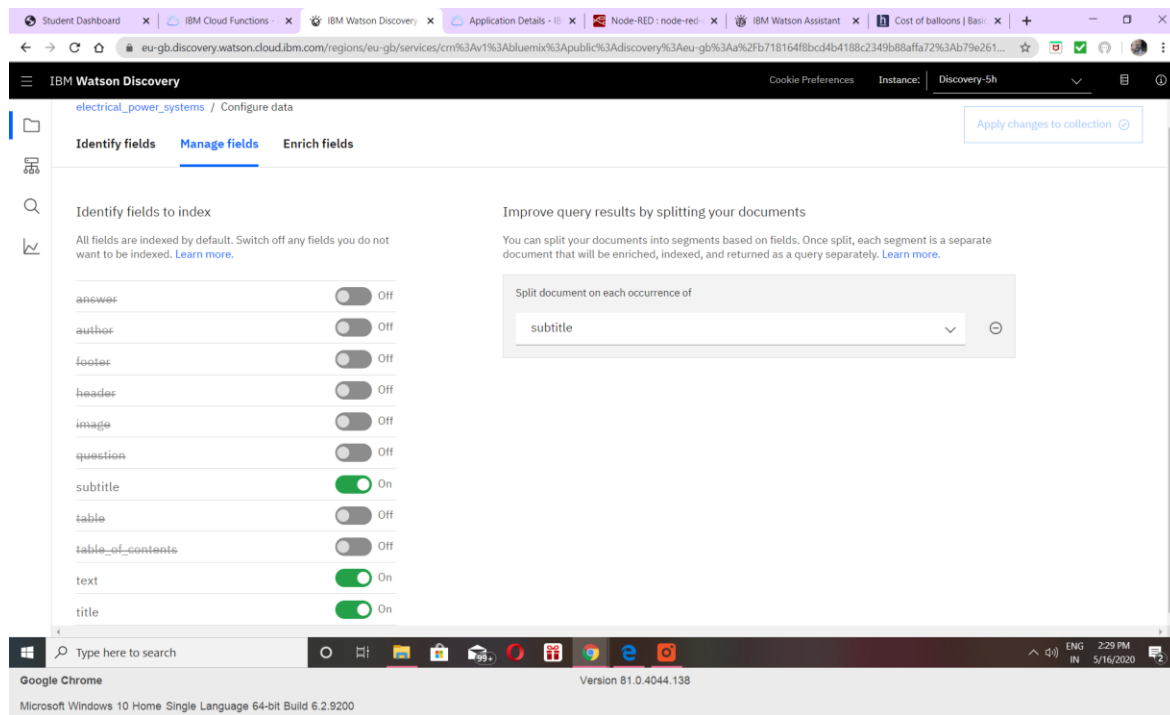 Student Dashboard
IBM Cloud Functions -
IBM Watson Discovery
Application Details - IB
Node-RED : node-red-
IBM Watson Assistant
Cost of balloons | Basic
eu-gb.discovery.watson.cloud.ibm.com/regions/eu-gb/services/crn%3Av1%3Abluemix%3Apublic%3Adiscovery%3Aeu-gb%3Aa%2Fb718164f8bcd4b4188c2349b88affa72%3Ab79e261...
IBM Watson Discovery
Cookie Preferences
Instance:
Discovery-5h
electrical_power_systems / Configure data
Apply changes to collection
Identify fields
Manage fields
Enrich fields
Identify fields to index
All fields are indexed by default. Switch off any fields you do not
want to be indexed. Learn more.
answer Off
author Off
footer Off
header Off
image Off
question Off
subtitle On
table Off
table_of_contents Off
text On
title On
Improve query results by splitting your documents
You can split your documents into segments based on fields. Once split, each segment is a separate
document that will be enriched, indexed, and returned as a query separately. Learn more.
Split document on each occurrence of
subtitle
Type here to search
99+
ENG 2:29 PM
IN 5/16/2020
2
Google Chrome
Version 81.0.4044.138
Microsoft Windows 10 Home Single Language 64-bit Build 6.2.9200